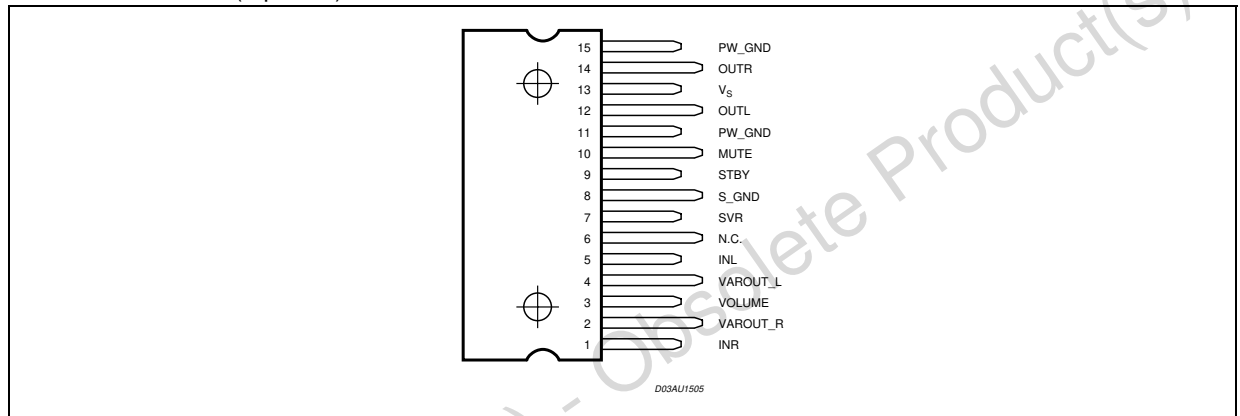 15 PW_GND
14 OUTR
13 VS
12 OUTL
11 PW_GND
10 MUTE
9 STBY
8 S_GND
7 SVR
6 N.C.
5 INL
4 VAROUT_L
3 VOLUME
2 VAROUT_R
1 INR
D03AU1505
- Obsolete Product(s)